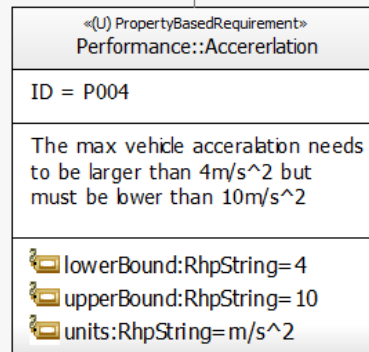 «(U) PropertyBasedRequirement»
Performance::Accererlation
ID = P004
The max vehicle acceralation needs
to be larger than 4m/s^2 but
must be lower than 10m/s^2
lowerBound:RhpString=4
upperBound:RhpString=10
units:RhpString=m/s^2